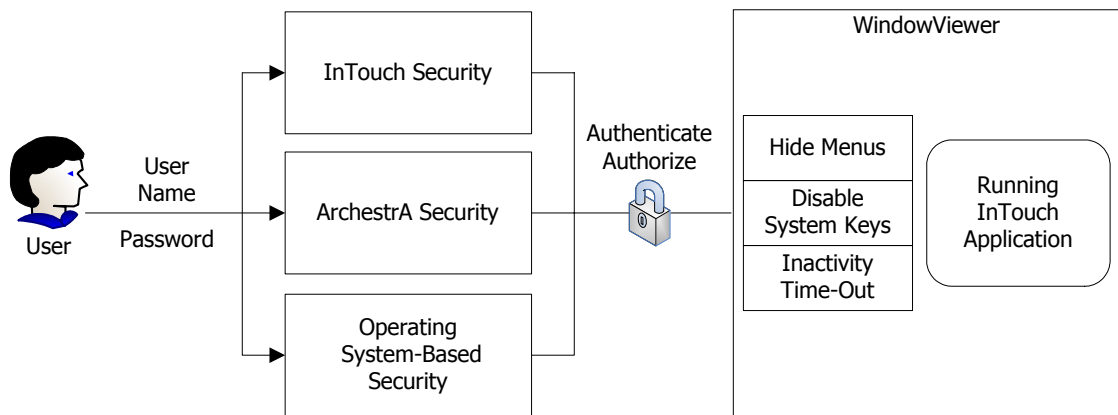 User
User
Name
Password
InTouch Security
ArchestrA Security
Operating
System-Based
Security
Authenticate
Authorize
WindowViewer
Hide Menus
Disable
System Keys
Inactivity
Time-Out
Running
InTouch
Application